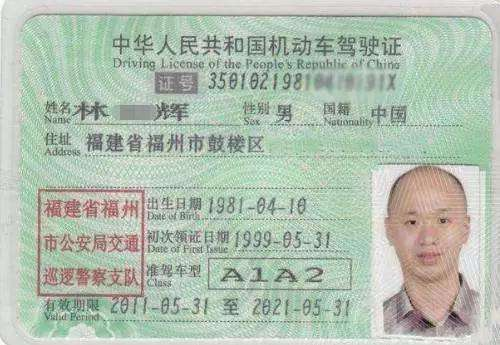 中华人民共和国机动车驾驶证
Driving License of the People's Republic of China
证号 350102198
姓名 林 辉 性别 男 国籍 中国
Name Sex Nationality
住址 福建省福州市鼓楼区
Address
福建省福州
市公安局交通
巡逻警察支队
出生日期 1981-04-10
Date of Birth
初次领证日期 1999-05-31
Date of First Issue
准驾车型 A1A2
Class
有效期限 2011-05-31 至 2021-05-31
Valid Period